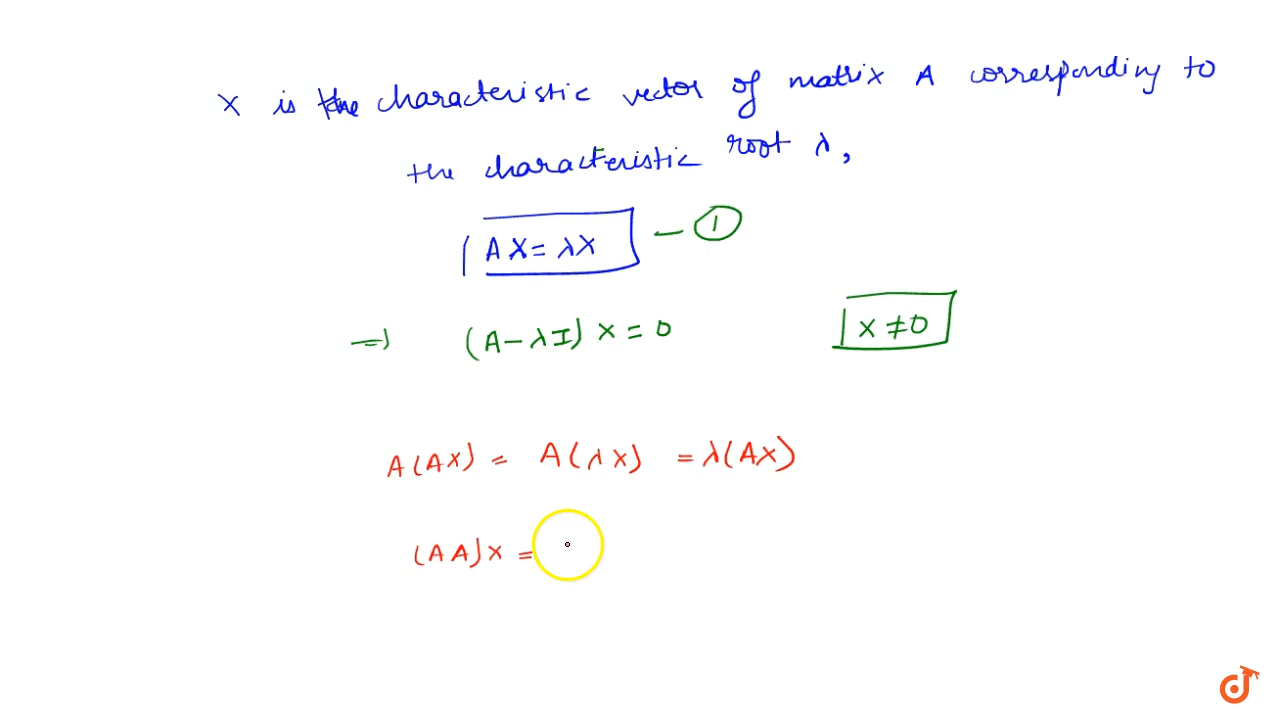 X is the characteristic vector of matrix A corresponding to
the characteristic root λ,
AX = λX — ①
⇒ (A - λI) X = 0 X ≠ 0
A(AX) = A(λX) = λ(AX)
(AA)X =